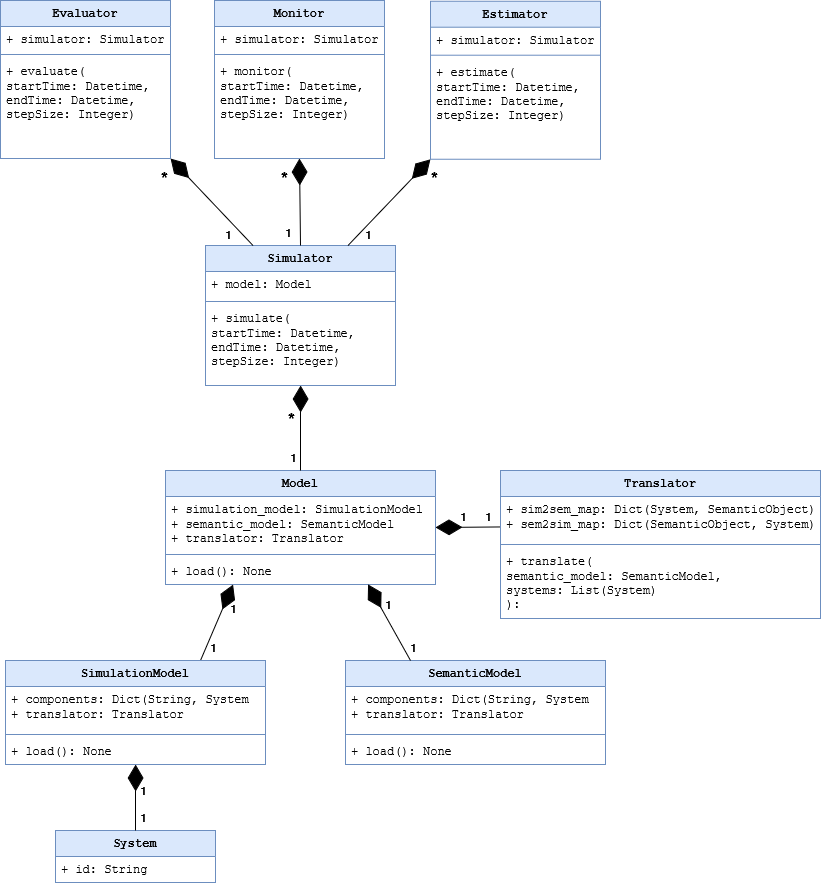 Evaluator
+ simulator: Simulator
+ evaluate(
startTime: Datetime,
endTime: Datetime,
stepSize: Integer)
Monitor
+ simulator: Simulator
+ monitor(
startTime: Datetime,
endTime: Datetime,
stepSize: Integer)
Estimator
+ simulator: Simulator
+ estimate(
startTime: Datetime,
endTime: Datetime,
stepSize: Integer)
*
*
*
1
1
1
Simulator
+ model: Model
+ simulate(
startTime: Datetime,
endTime: Datetime,
stepSize: Integer)
*
1
Model
+ simulation_model: SimulationModel
+ semantic_model: SemanticModel
+ translator: Translator
+ load(): None
1
1
Translator
+ sim2sem_map: Dict(System, SemanticObject)
+ sem2sim_map: Dict(SemanticObject, System)
+ translate(
semantic_model: SemanticModel,
systems: List(System)
):
1
1
1
1
SimulationModel
+ components: Dict(String, System
+ translator: Translator
+ load(): None
SemanticModel
+ components: Dict(String, System
+ translator: Translator
+ load(): None
1
1
System
+ id: String